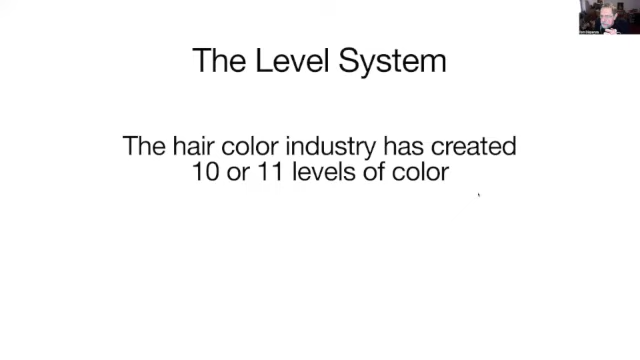 The Level System
The hair color industry has created
10 or 11 levels of color